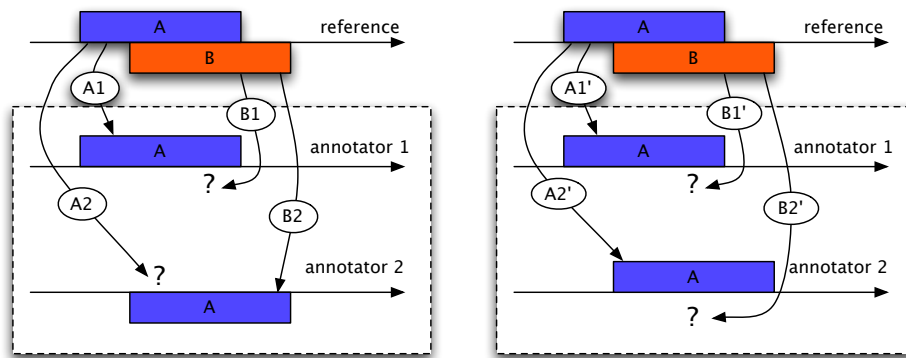 A
reference
B
A1
B1
annotator 1
A
?
A2
B2
annotator 2
?
A
A
reference
B
A1'
B1'
annotator 1
A
?
A2'
B2'
annotator 2
A
?